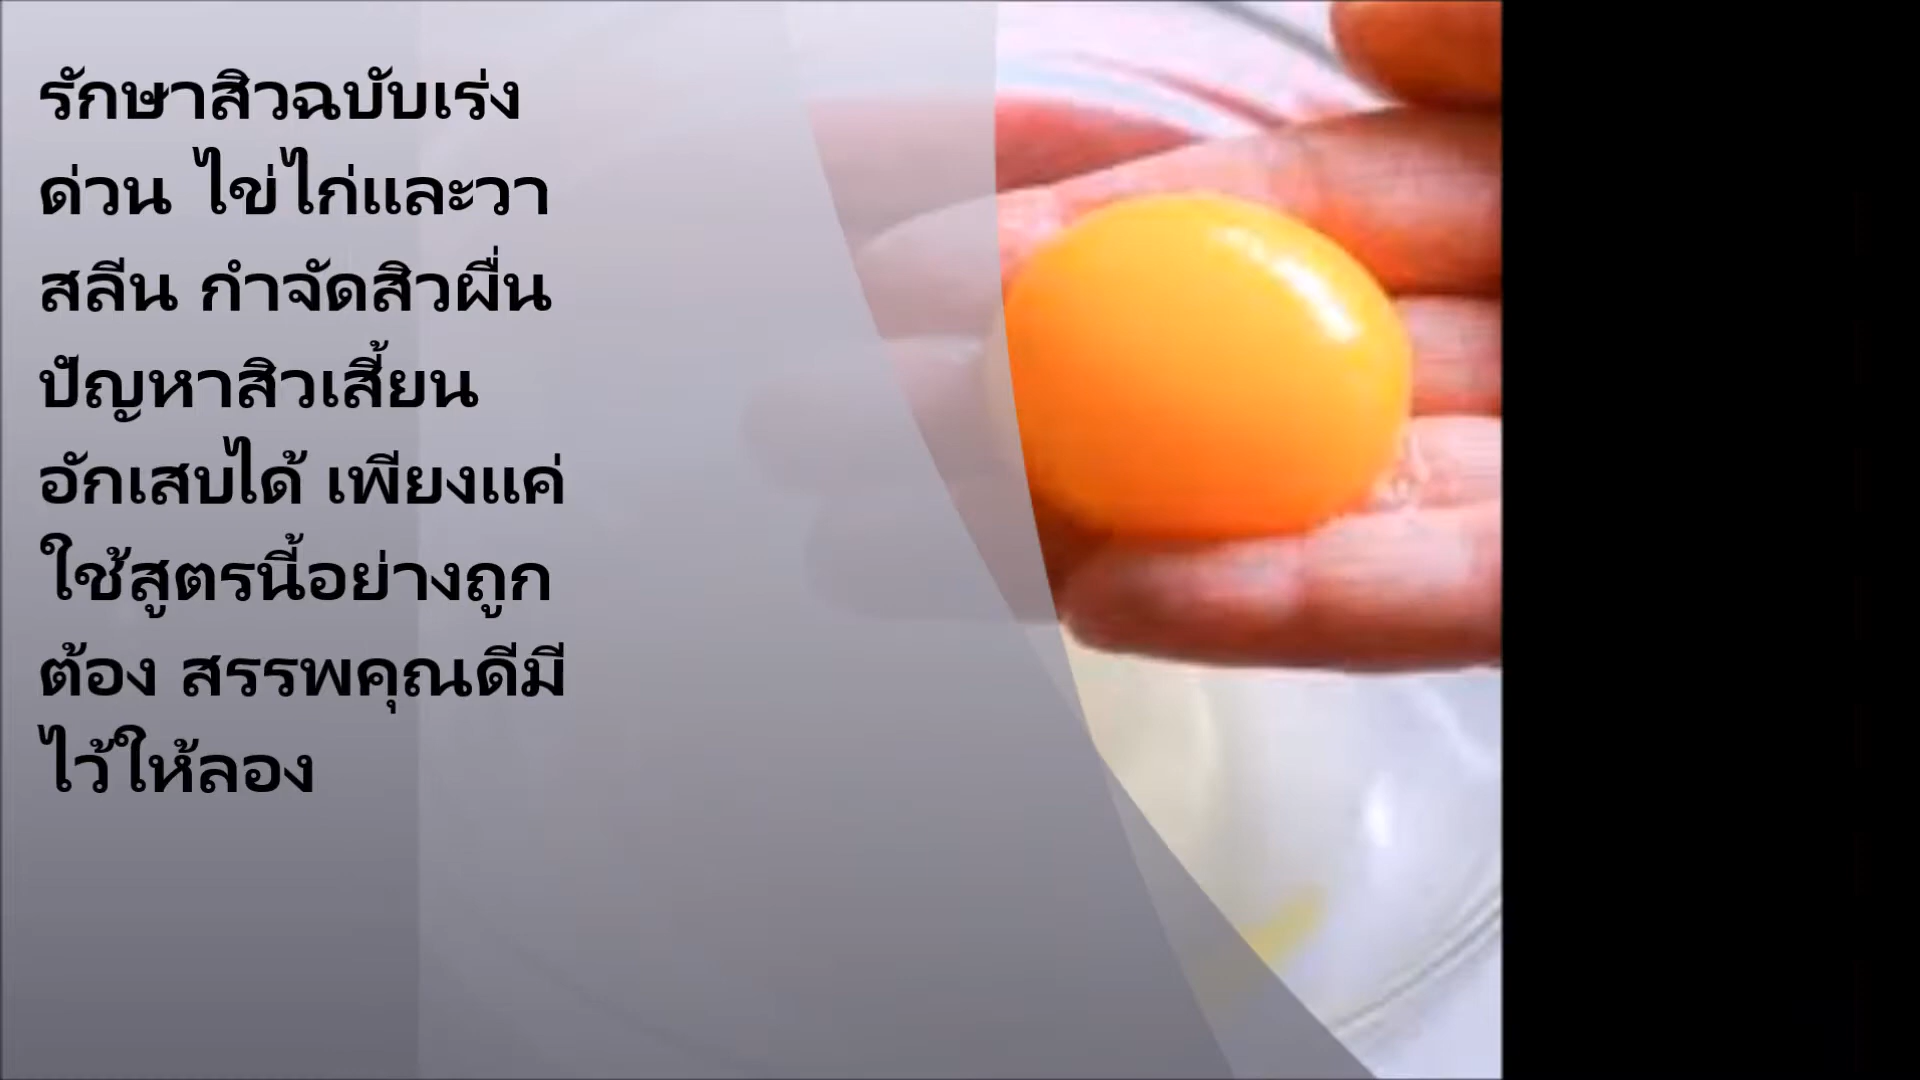 รักษาสิวฉบับเร่ง
ด่วน ไข่ไก่และวา
สลีน กำจัดสิวผื่น
ปัญหาสิวเสี้ยน
อักเสบได้ เพียงแค่
ใช้สูตรนี้อย่างถูก
ต้อง สรรพคุณดีมี
ไว้ให้ลอง